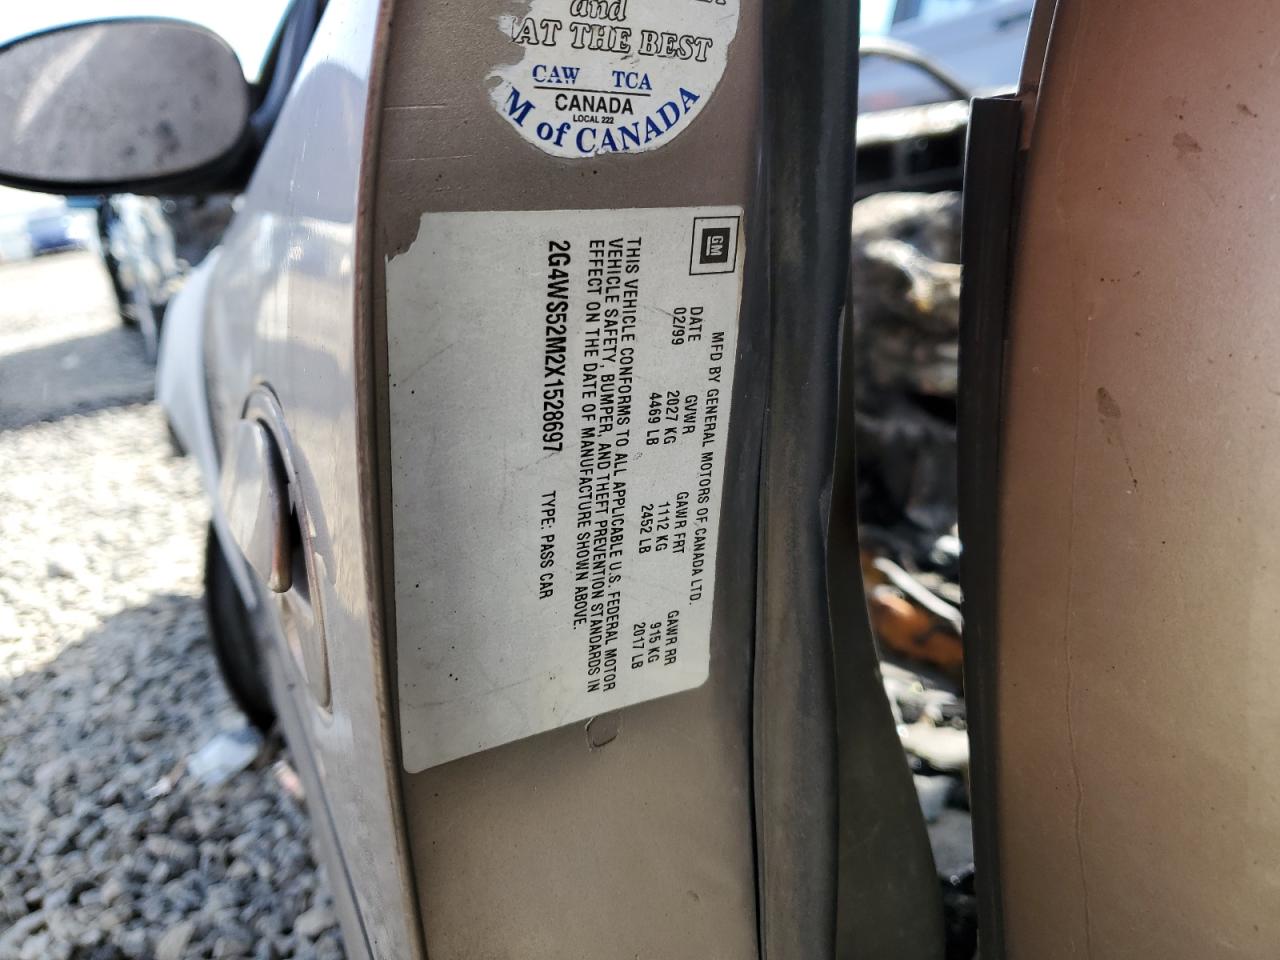 and
AT THE BEST
CAW TCA
CANADA
LOCAL 222
M of CANADA
GM
MFD BY GENERAL MOTORS OF CANADA LTD.
DATE GVWR GAWR FRT GAWR RR
02/99 2027 KG 1112 KG 915 KG
4469 LB 2452 LB 2017 LB
THIS VEHICLE CONFORMS TO ALL APPLICABLE U.S. FEDERAL MOTOR
VEHICLE SAFETY, BUMPER, AND THEFT PREVENTION STANDARDS IN
EFFECT ON THE DATE OF MANUFACTURE SHOWN ABOVE.
2G4WS52M2X1528697 TYPE: PASS CAR